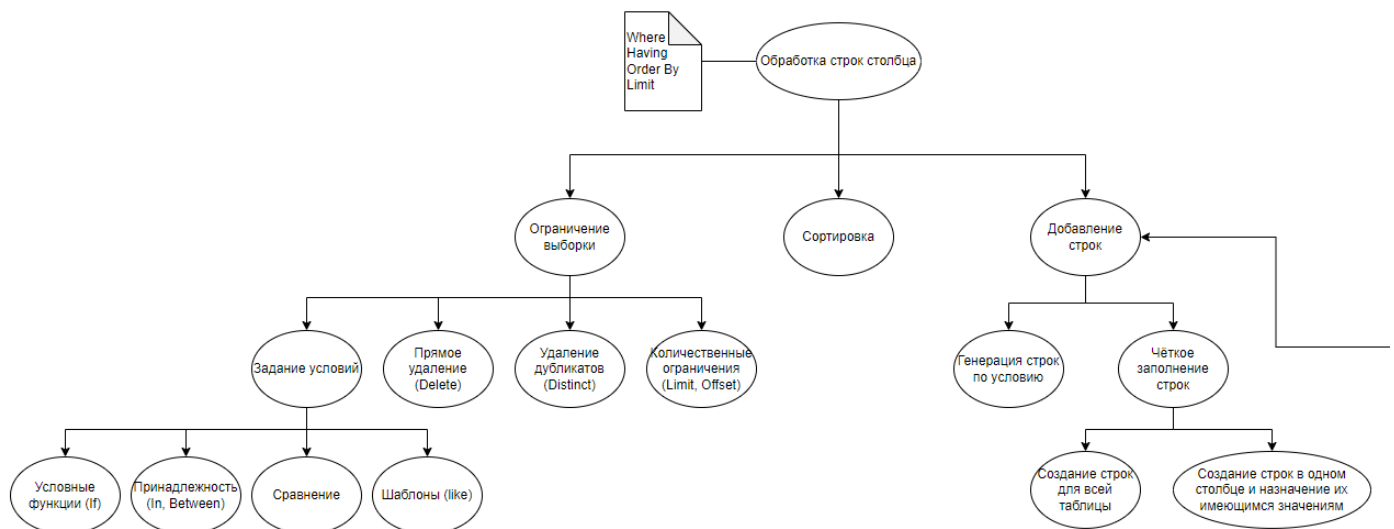 Where
Having
Order By
Limit
Обработка строк столбца
Ограничение
выборки
Сортировка
Добавление
строк
Задание условий
Прямое
удаление
(Delete)
Удаление
дубликатов
(Distinct)
Количественные
ограничения
(Limit, Offset)
Генерация строк
по условию
Чёткое
заполнение
строк
Условные
функции (If)
Принадлежность
(In, Between)
Сравнение
Шаблоны (like)
Создание строк
для всей
таблицы
Создание строк в одном
столбце и назначение их
имеющимся значениям